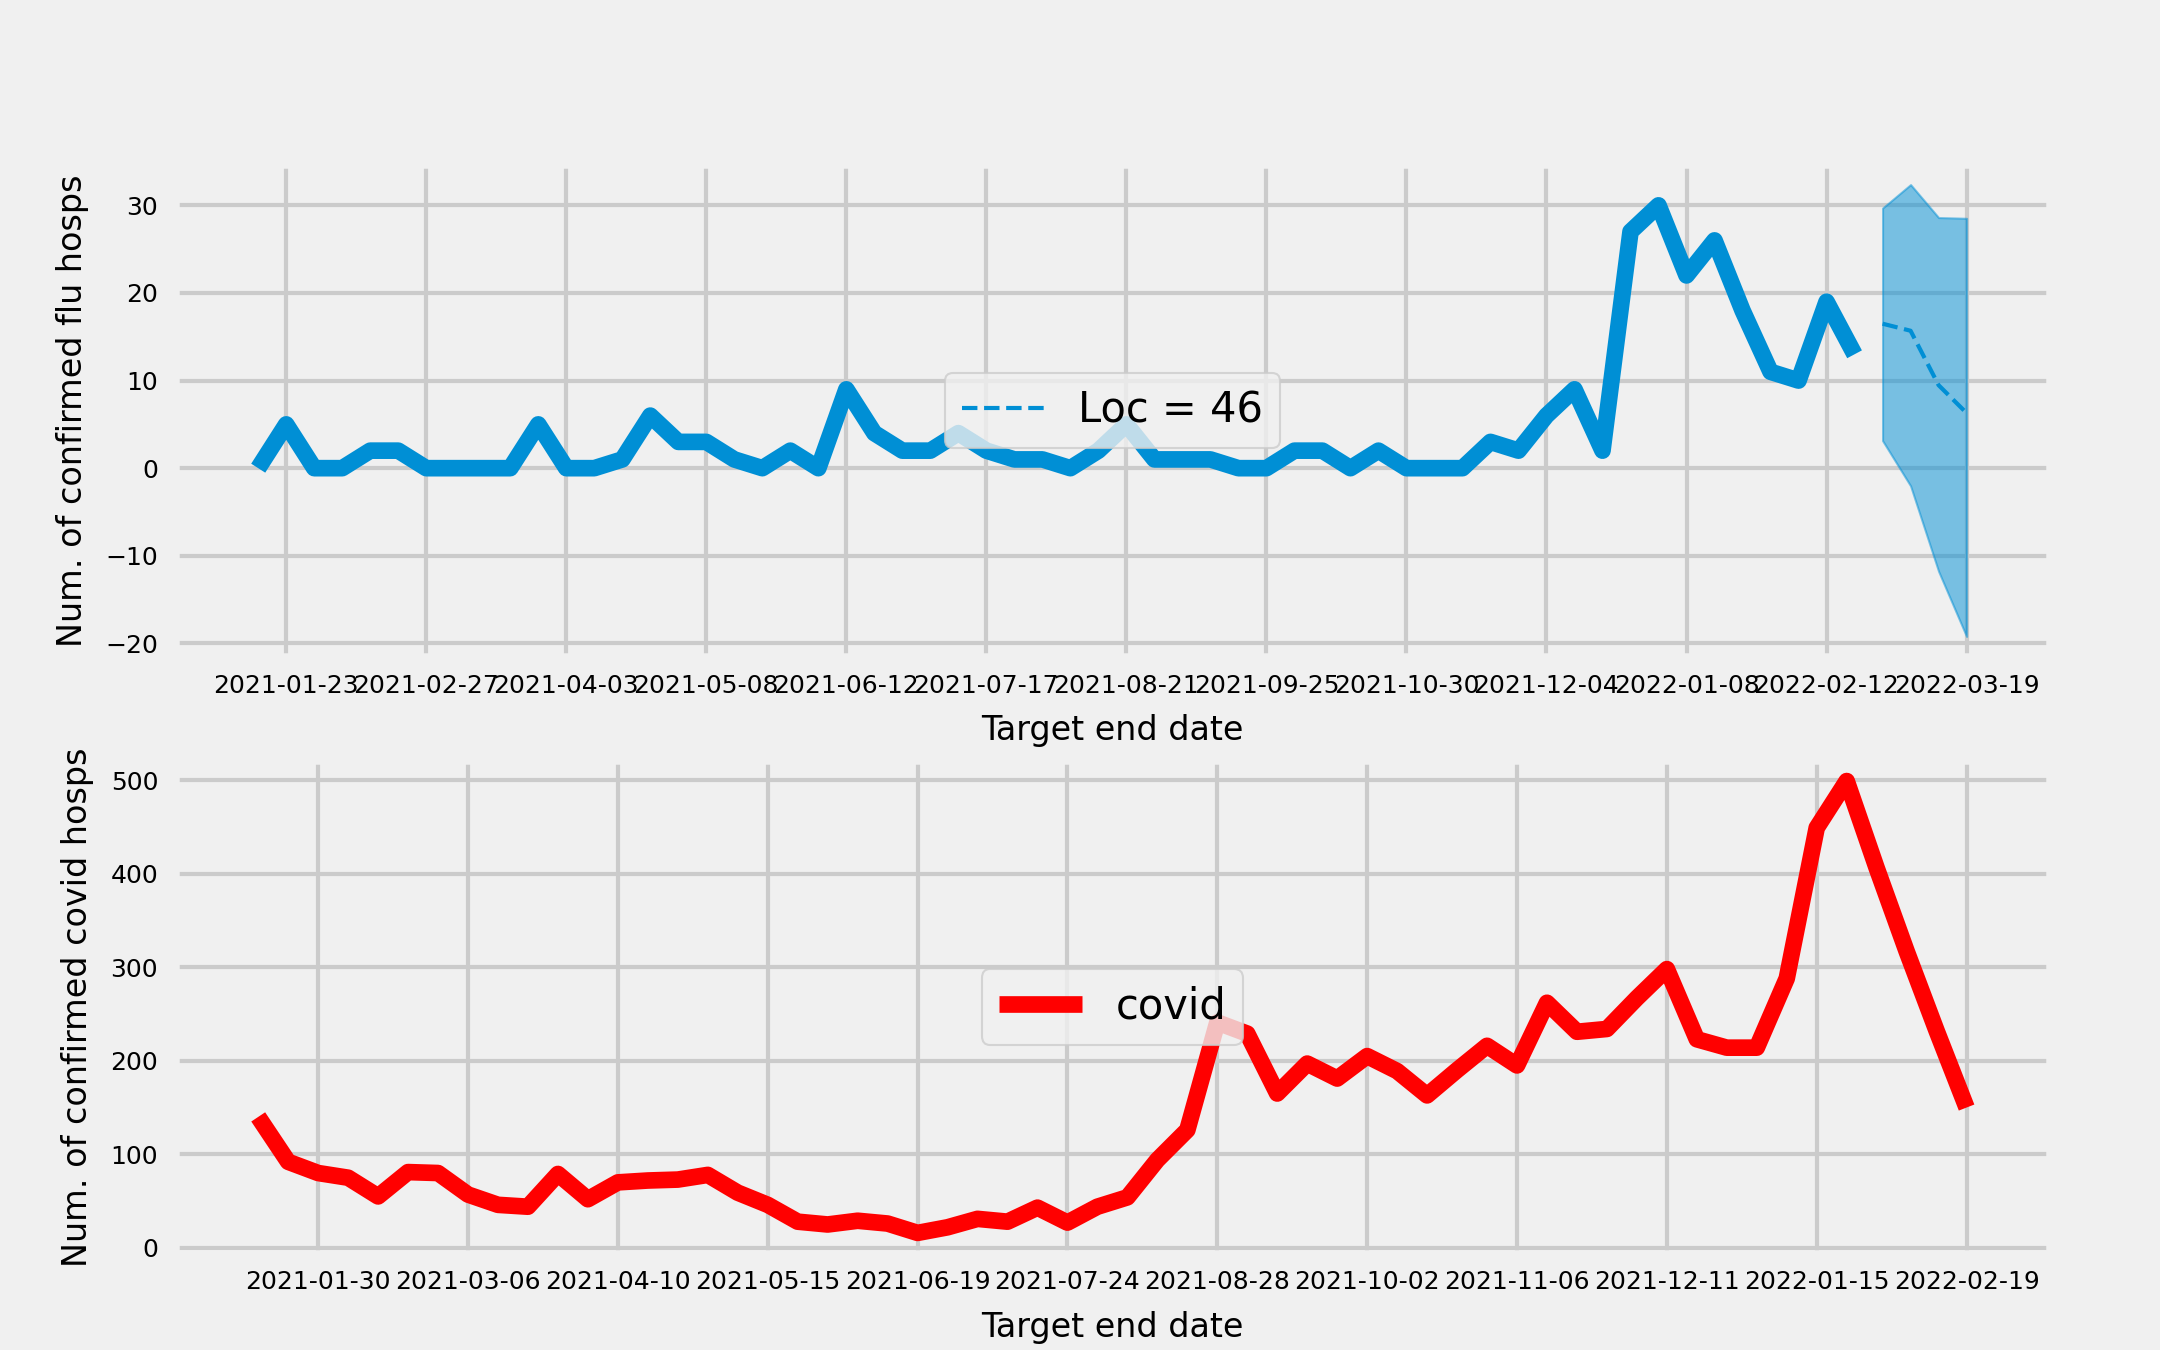 Num. of confirmed flu hosps
30
20
10
0
−10
−20
Loc = 46
2021-01-23 2021-02-27 2021-04-03 2021-05-08 2021-06-12 2021-07-17 2021-08-21 2021-09-25 2021-10-30 2021-12-04 2022-01-08 2022-02-12 2022-03-19
Target end date
Num. of confirmed covid hosps
500
400
300
200
100
0
covid
2021-01-30 2021-03-06 2021-04-10 2021-05-15 2021-06-19 2021-07-24 2021-08-28 2021-10-02 2021-11-06 2021-12-11 2022-01-15 2022-02-19
Target end date